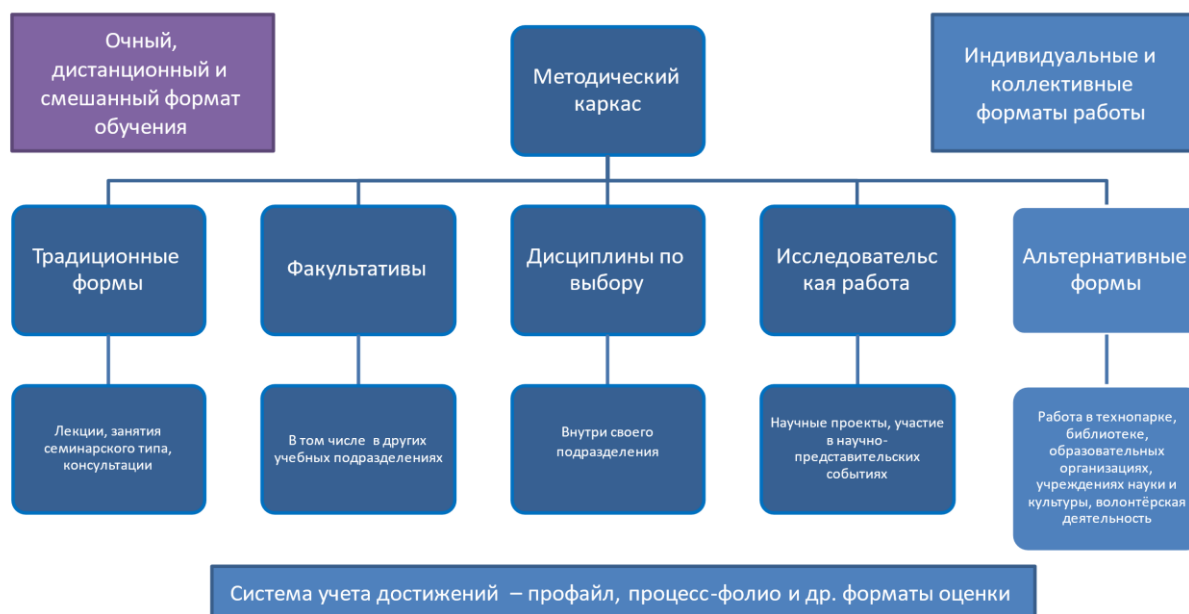 Очный,
дистанционный и
смешанный формат
обучения
Методический
каркас
Индивидуальные и
коллективные
форматы работы
Традиционные
формы
Факультативы
Дисциплины по
выбору
Исследовательс
кая работа
Альтернативные
формы
Лекции, занятия
семинарского типа,
консультации
В том числе в других
учебных подразделениях
Внутри своего
подразделения
Научные проекты, участие
в научно-
представительских
событиях
Работа в технопарке,
библиотеке,
образовательных
организациях,
учреждениях науки и
культуры, волонтёрская
деятельность
Система учета достижений – профайл, процесс-фолио и др. форматы оценки